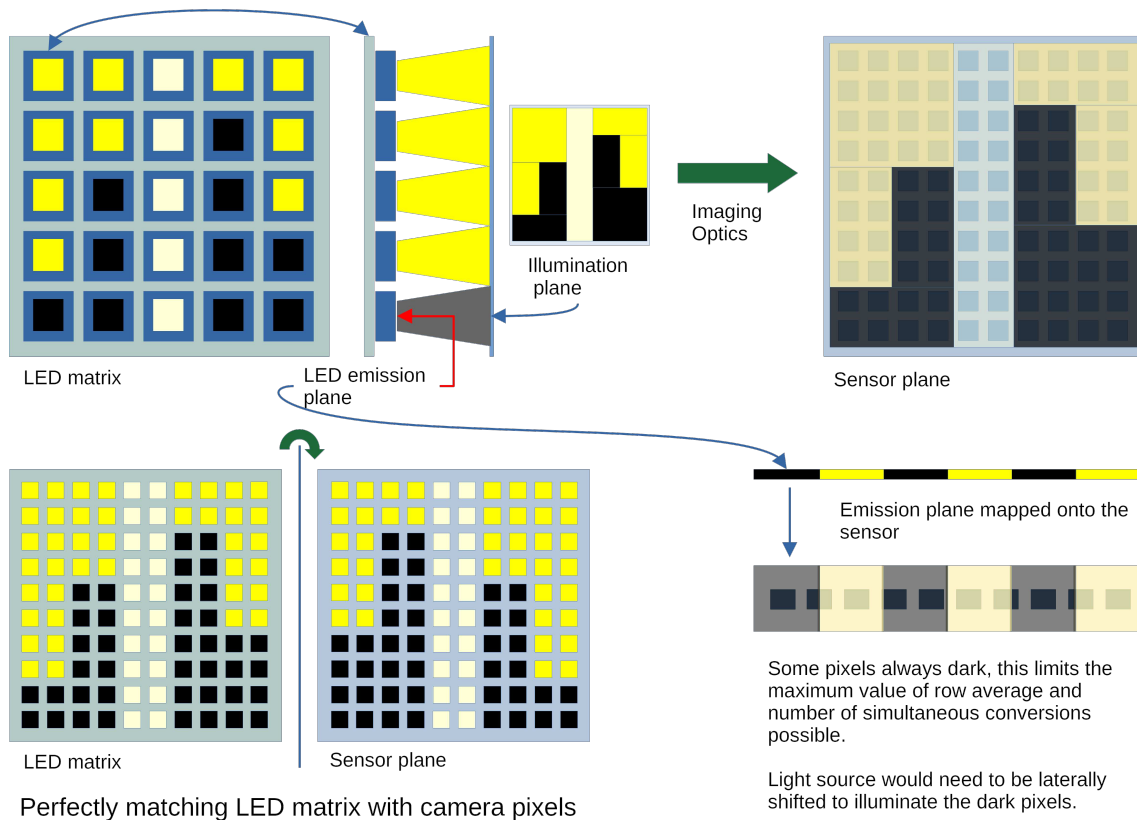 Illumination
plane
Imaging
Optics
LED matrix
LED emission
plane
Sensor plane
Emission plane mapped onto the
sensor
Some pixels always dark, this limits the
maximum value of row average and
number of simultaneous conversions
possible.
Light source would need to be laterally
shifted to illuminate the dark pixels.
LED matrix
Sensor plane
Perfectly matching LED matrix with camera pixels